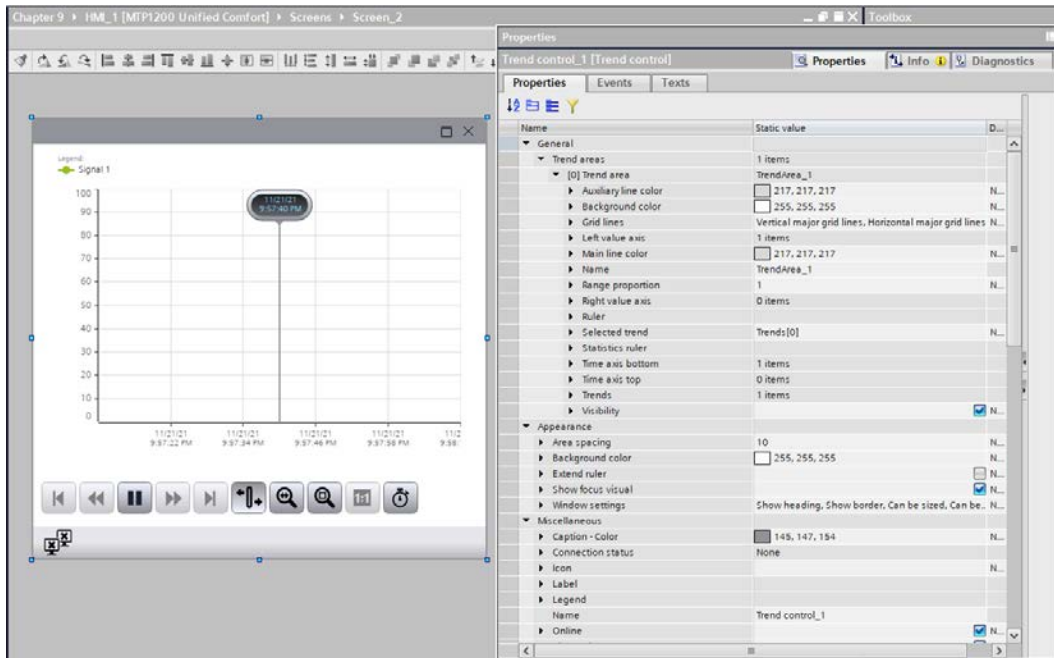 Chapter 9 ▸ HMI_1 [MTP1200 Unified Comfort] ▸ Screens ▸ Screen_2
Toolbox
Properties
Trend control_1 [Trend control]
Properties
Info
Diagnostics
Properties
Events
Texts
Name Static value D...
General
Trend areas 1 items
[0] Trend area TrendArea_1
Auxiliary line color 217, 217, 217 N...
Background color 255, 255, 255 N...
Grid lines Vertical major grid lines, Horizontal major grid lines N...
Left value axis 1 items
Main line color 217, 217, 217 N...
Name TrendArea_1
Range proportion 1 N...
Right value axis 0 items
Ruler
Selected trend Trends[0] N...
Statistics ruler
Time axis bottom 1 items
Time axis top 0 items
Trends 1 items
Visibility N...
Appearance
Area spacing 10 N...
Background color 255, 255, 255 N...
Extend ruler N...
Show focus visual N...
Window settings Show heading, Show border, Can be sized, Can be.. N...
Miscellaneous
Caption - Color 145, 147, 154 N...
Connection status None
Icon N...
Label
Legend
Name Trend control_1
Online N...
Legend:
Signal 1
11/21/21
9:57:40 PM
100
90
80
70
60
50
40
30
20
10
0
11/21/21 11/21/21 11/21/21 11/21/21 11/2
9:57:22 PM 9:57:34 PM 9:57:46 PM 9:57:58 PM 9:58:
1:1